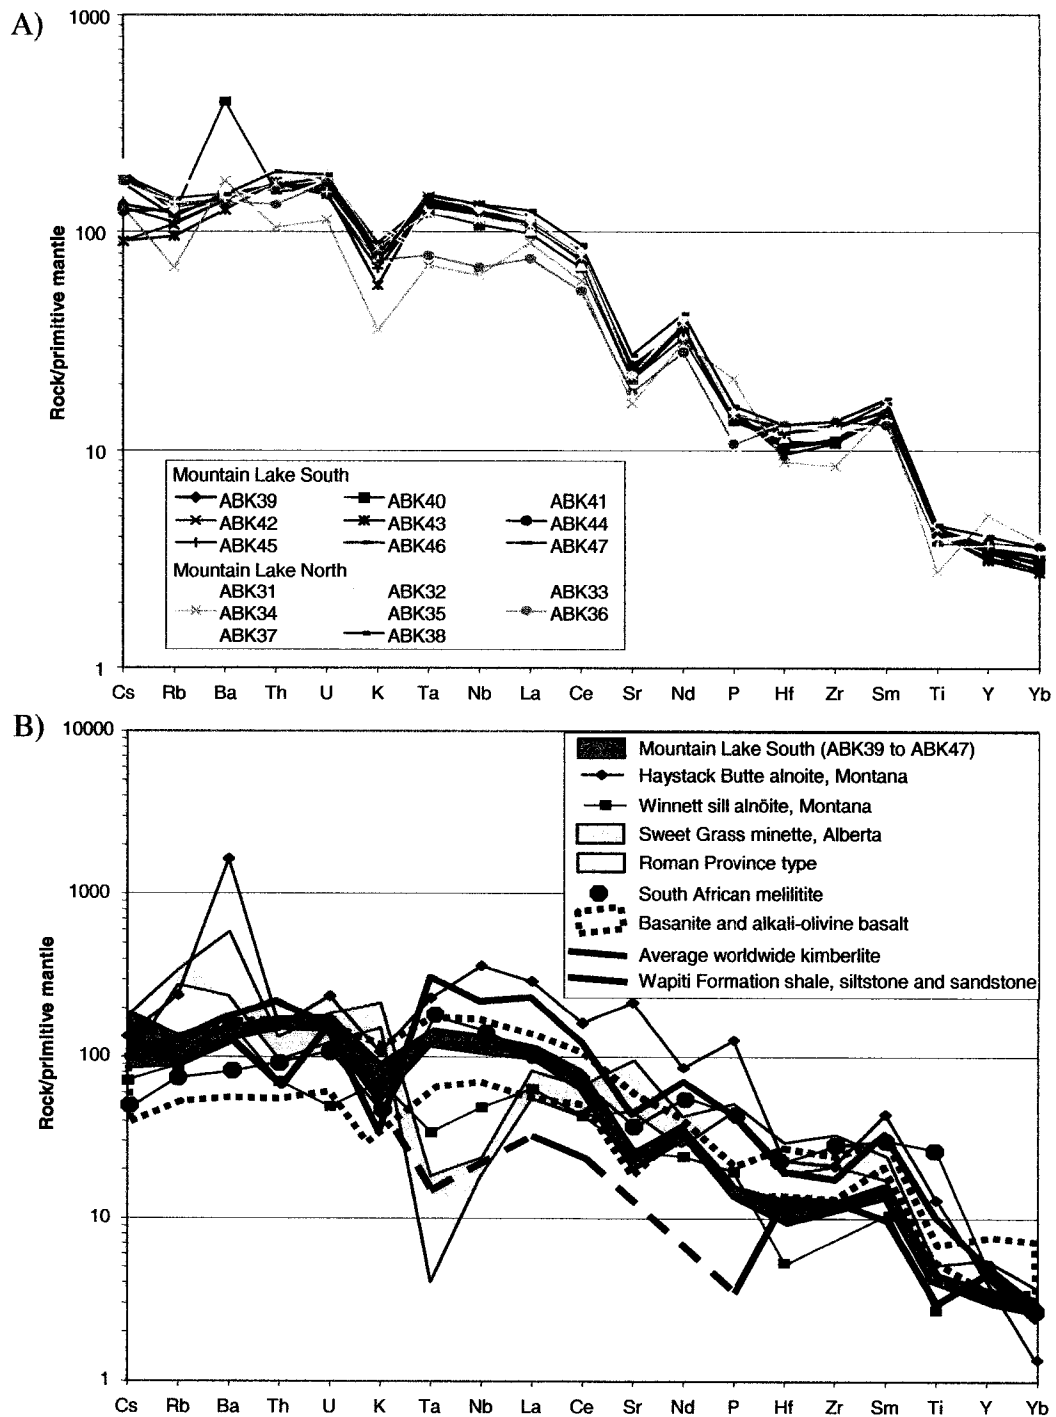 A)
1000
100
10
1
Rock/primitive mantle
Mountain Lake South
ABK39 ABK40 ABK41
ABK42 ABK43 ABK44
ABK45 ABK46 ABK47
Mountain Lake North
ABK31 ABK32 ABK33
ABK34 ABK35 ABK36
ABK37 ABK38
Cs Rb Ba Th U K Ta Nb La Ce Sr Nd P Hf Zr Sm Ti Y Yb
B)
10000
1000
100
10
1
Rock/primitive mantle
Mountain Lake South (ABK39 to ABK47)
Haystack Butte alnoite, Montana
Winnett sill alnöite, Montana
Sweet Grass minette, Alberta
Roman Province type
South African melilitite
Basanite and alkali-olivine basalt
Average worldwide kimberlite
Wapiti Formation shale, siltstone and sandstone
Cs Rb Ba Th U K Ta Nb La Ce Sr Nd P Hf Zr Sm Ti Y Yb